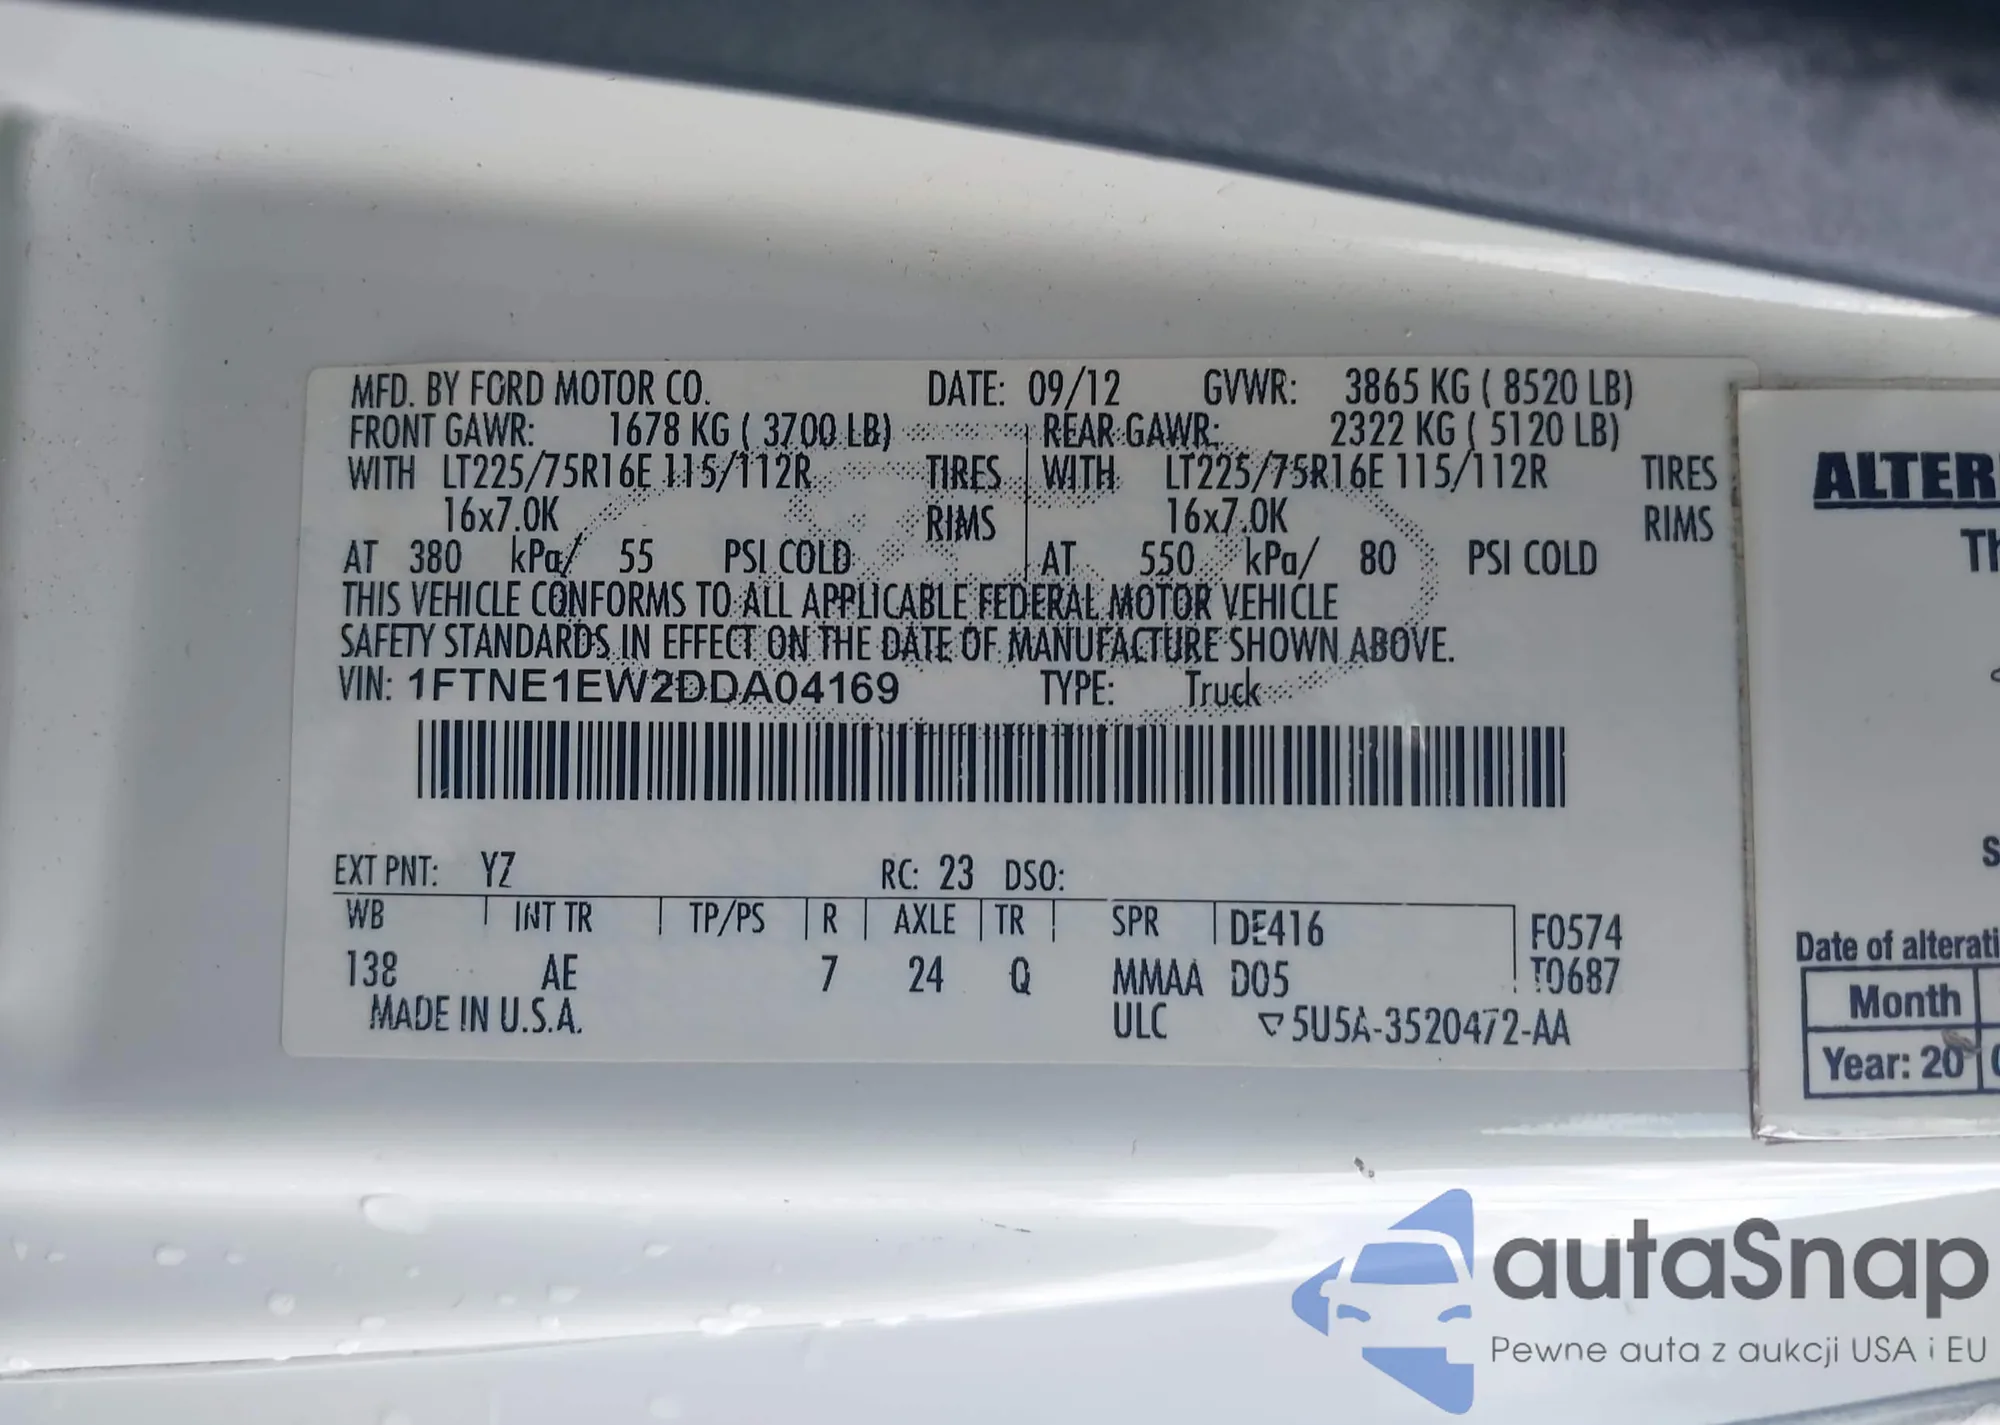 MFD. BY FORD MOTOR CO. DATE: 09/12 GVWR: 3865 KG ( 8520 LB)
FRONT GAWR: 1678 KG ( 3700 LB) REAR GAWR: 2322 KG ( 5120 LB)
WITH LT225/75R16E 115/112R TIRES WITH LT225/75R16E 115/112R TIRES
16x7.0K RIMS 16x7.0K RIMS
AT 380 kPa/ 55 PSI COLD AT 550 kPa/ 80 PSI COLD
THIS VEHICLE CONFORMS TO ALL APPLICABLE FEDERAL MOTOR VEHICLE
SAFETY STANDARDS IN EFFECT ON THE DATE OF MANUFACTURE SHOWN ABOVE.
VIN: 1FTNE1EW2DDA04169 TYPE: Truck
EXT PNT: YZ RC: 23 DSO:
WB INT TR TP/PS R AXLE TR SPR DE416 F0574
138 AE 7 24 Q MMAA D05 T0687
MADE IN U.S.A. ULC ▽5U5A-3520472-AA
ALTER
Th
S
Date of alterati
Month
Year: 20
autaSnap
Pewne auta z aukcji USA i EU